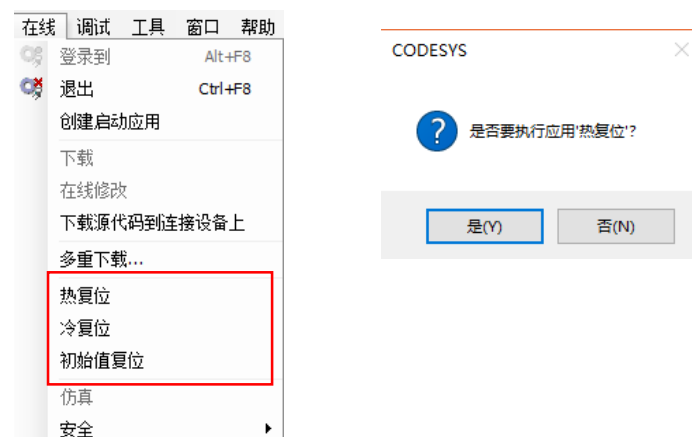 在线 调试 工具 窗口 帮助
登录到 Alt+F8
退出 Ctrl+F8
创建启动应用
下载
在线修改
下载源代码到连接设备上
多重下载...
热复位
冷复位
初始值复位
仿真
安全
CODESYS
是否要执行应用'热复位'?
是(Y) 否(N)